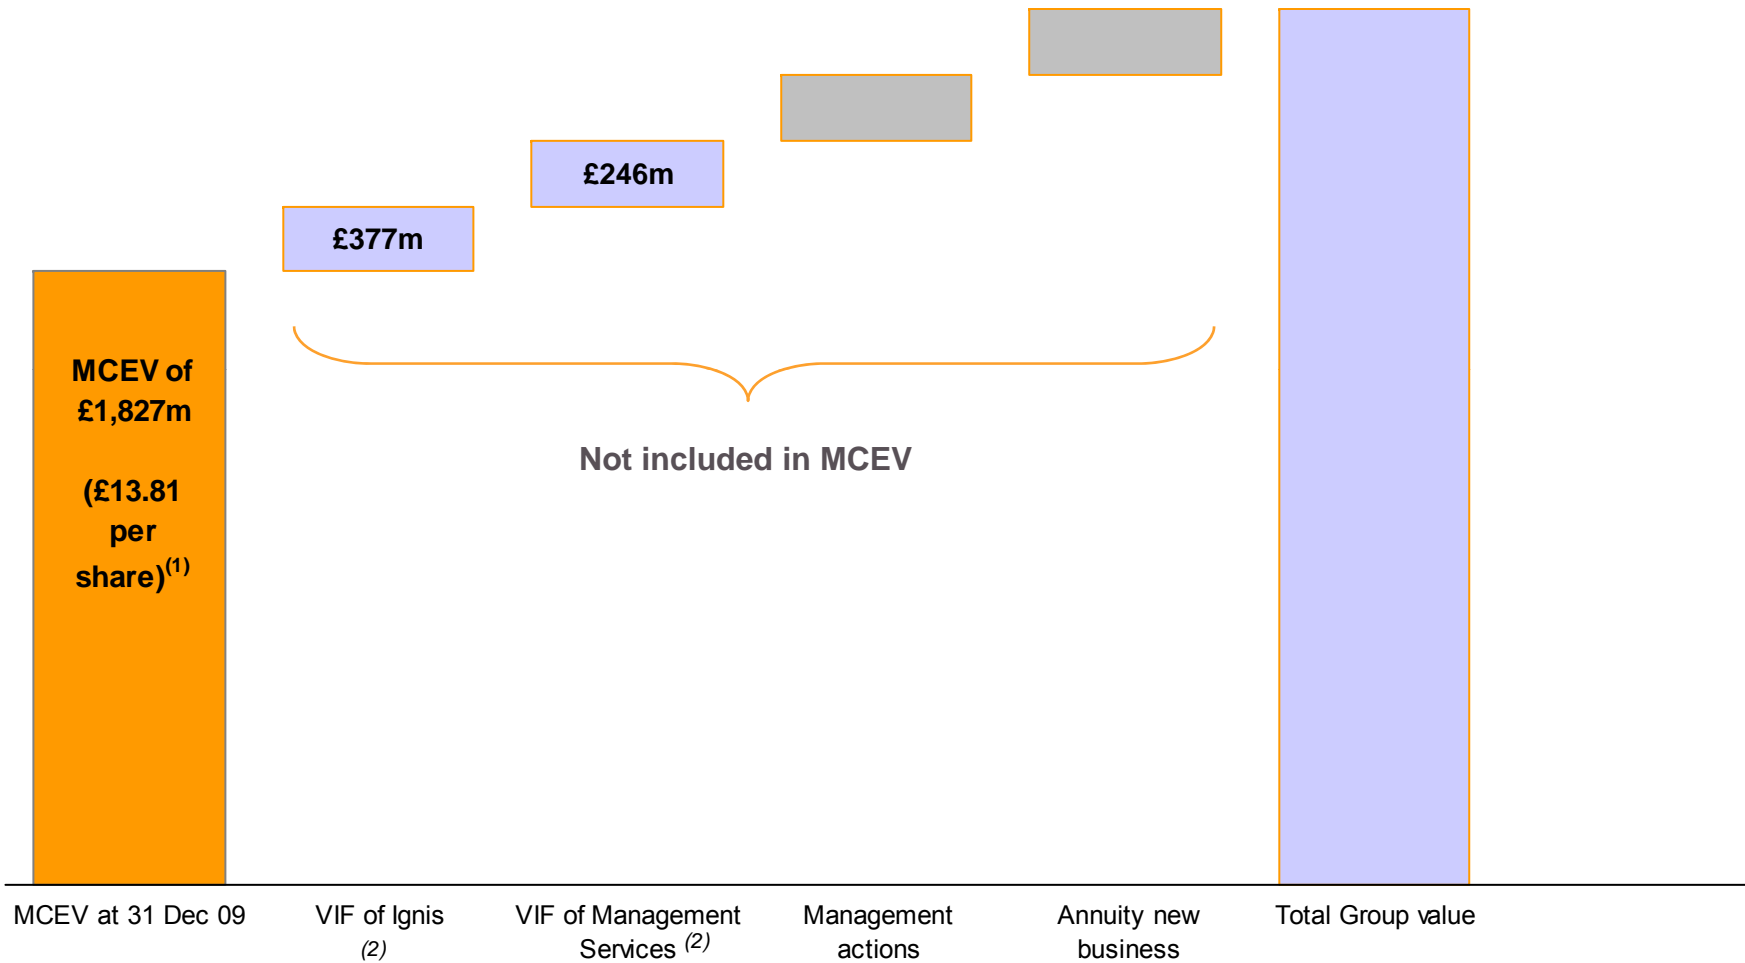 £246m
£377m
MCEV of
£1,827m
(£13.81
per
share)(1)
Not included in MCEV
MCEV at 31 Dec 09
VIF of Ignis
(2)
VIF of Management
Services (2)
Management
actions
Annuity new
business
Total Group value